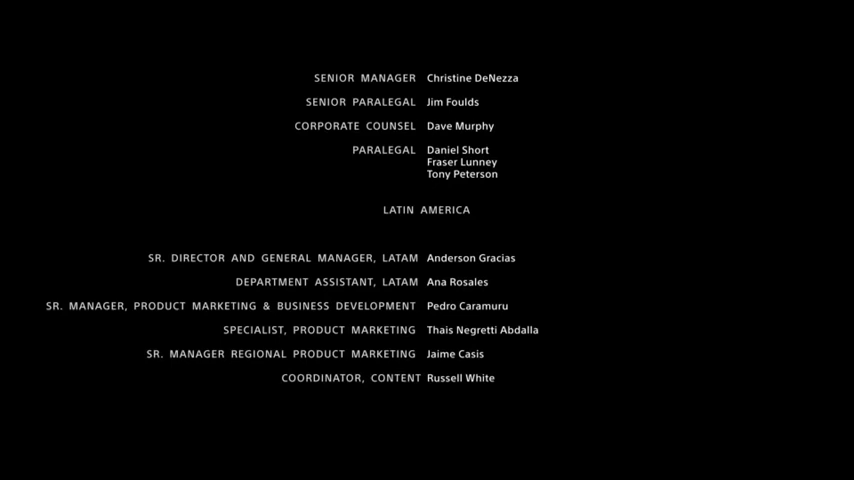 SENIOR MANAGER Christine DeNezza
SENIOR PARALEGAL Jim Foulds
CORPORATE COUNSEL Dave Murphy
PARALEGAL Daniel Short
Fraser Lunney
Tony Peterson
LATIN AMERICA
SR. DIRECTOR AND GENERAL MANAGER, LATAM Anderson Gracias
DEPARTMENT ASSISTANT, LATAM Ana Rosales
SR. MANAGER, PRODUCT MARKETING & BUSINESS DEVELOPMENT Pedro Caramuru
SPECIALIST, PRODUCT MARKETING Thais Negretti Abdalla
SR. MANAGER REGIONAL PRODUCT MARKETING Jaime Casis
COORDINATOR, CONTENT Russell White